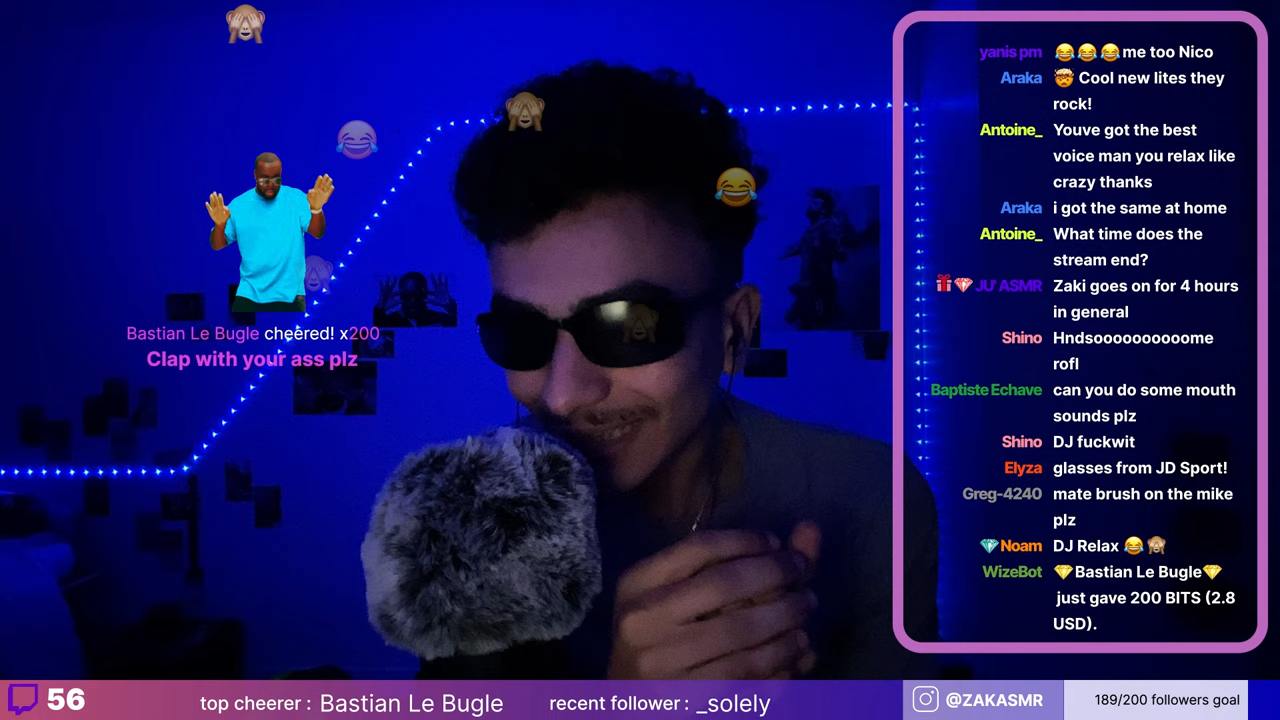 yanis pm 😂😂😂me too Nico
Araka 🤯 Cool new lites they
rock!
Antoine_ Youve got the best
voice man you relax like
crazy thanks
Araka i got the same at home
Antoine_ What time does the
stream end?
JU' ASMR Zaki goes on for 4 hours
in general
Shino Hndsooooooooome
rofl
Baptiste Echave can you do some mouth
sounds plz
Shino DJ fuckwit
Elyza glasses from JD Sport!
Greg-4240 mate brush on the mike
plz
Noam DJ Relax 😂🙈
WizeBot 💎Bastian Le Bugle💎
just gave 200 BITS (2.8
USD).
Bastian Le Bugle cheered! x200
Clap with your ass plz
56
top cheerer : Bastian Le Bugle
recent follower : _solely
@ZAKASMR
189/200 followers goal